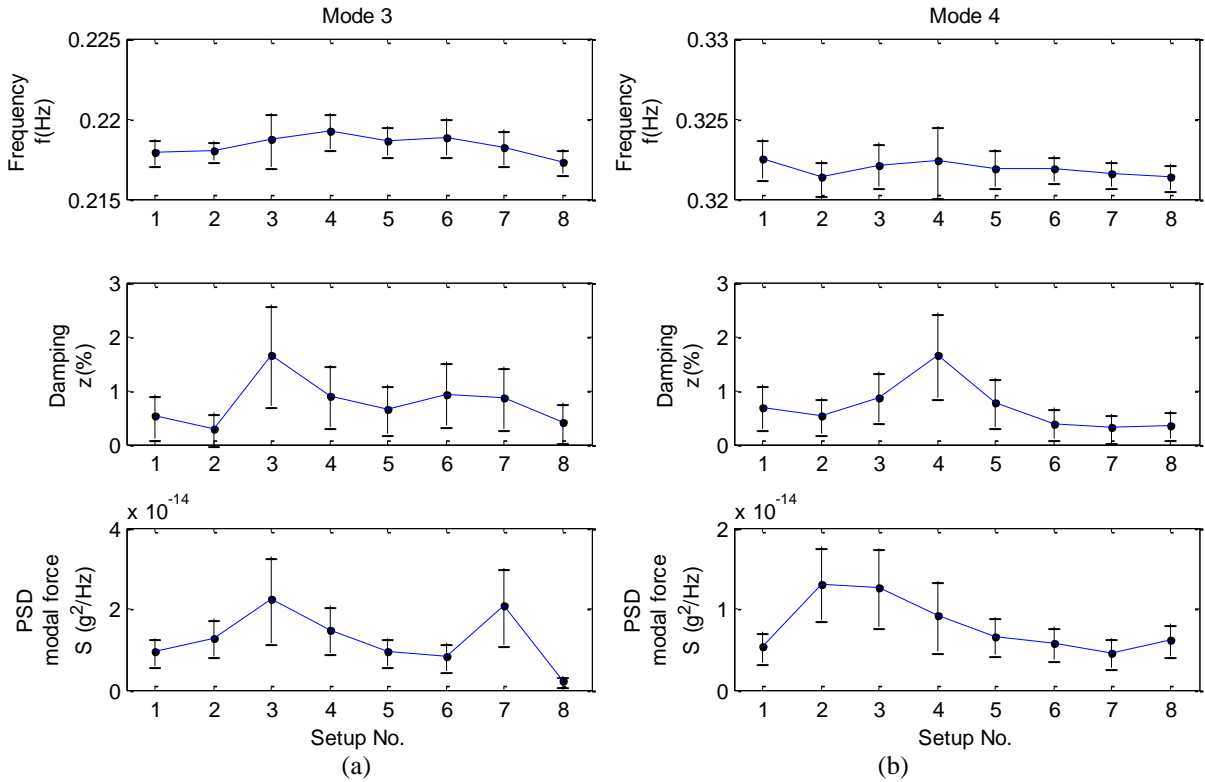 Mode 3
0.225
0.22
0.215
Frequency
f(Hz)
1 2 3 4 5 6 7 8
3
2
1
0
Damping
z(%)
1 2 3 4 5 6 7 8
x 10^-14
4
2
0
PSD
modal force
S (g^2/Hz)
1 2 3 4 5 6 7 8
Setup No.
(a)
Mode 4
0.33
0.325
0.32
Frequency
f(Hz)
1 2 3 4 5 6 7 8
3
2
1
0
Damping
z(%)
1 2 3 4 5 6 7 8
x 10^-14
2
1
0
PSD
modal force
S (g^2/Hz)
1 2 3 4 5 6 7 8
Setup No.
(b)